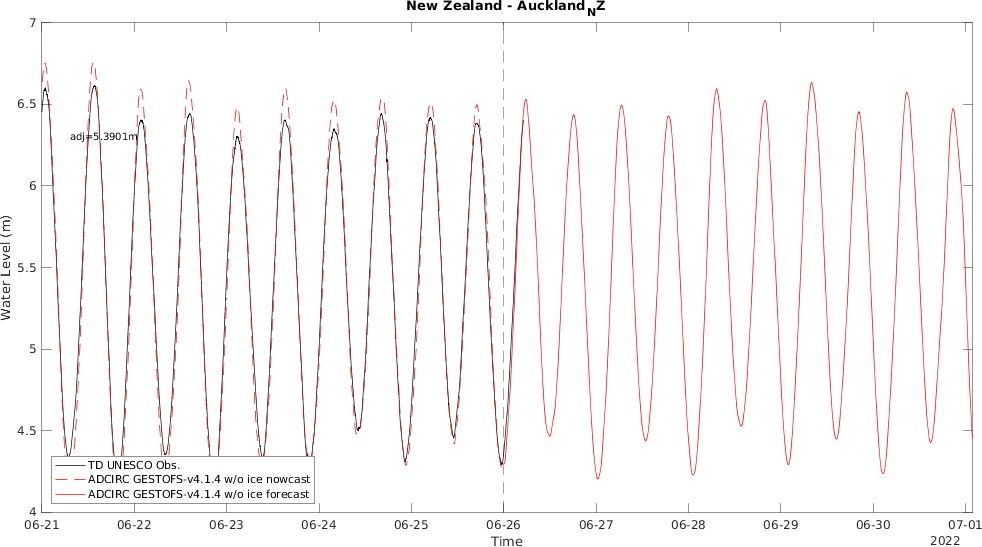 New Zealand - Auckland_NZ
7
6.5
adj=5.3901m
6
5.5
5
4.5
4
Water Level (m)
TD UNESCO Obs.
ADCIRC GESTOFS-v4.1.4 w/o ice nowcast
ADCIRC GESTOFS-v4.1.4 w/o ice forecast
06-21 06-22 06-23 06-24 06-25 06-26 06-27 06-28 06-29 06-30 07-01
Time
2022